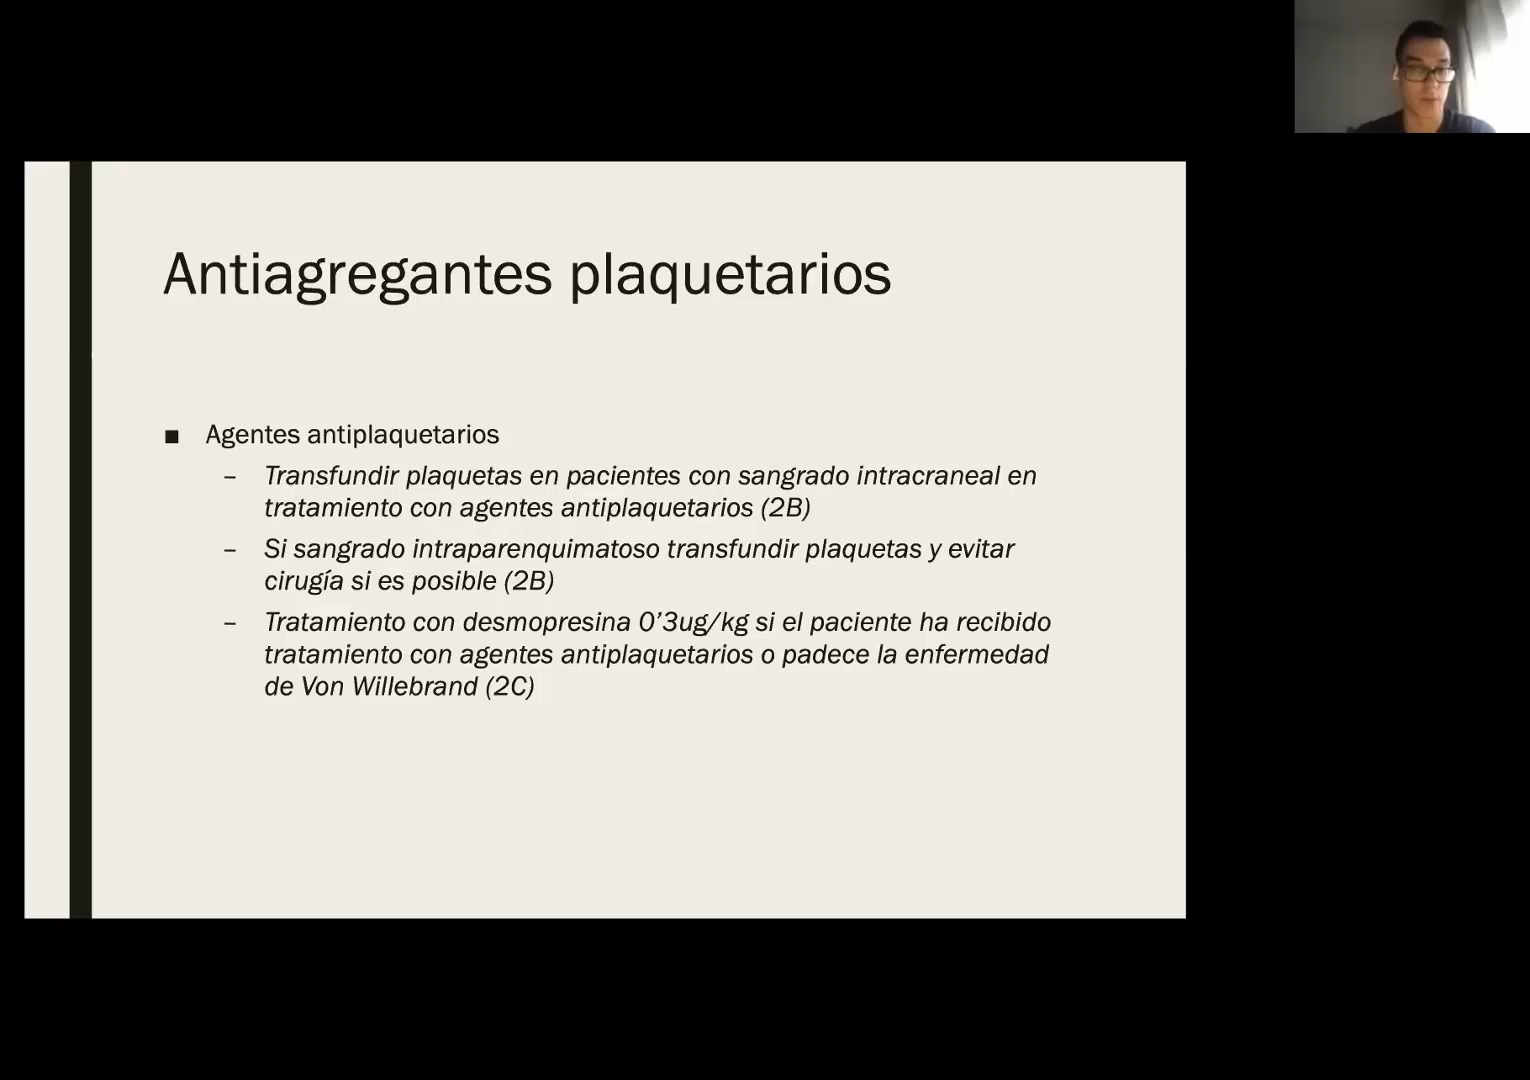 Antiagregantes plaquetarios
■ Agentes antiplaquetarios
– Transfundir plaquetas en pacientes con sangrado intracraneal en
tratamiento con agentes antiplaquetarios (2B)
– Si sangrado intraparenquimatoso transfundir plaquetas y evitar
cirugía si es posible (2B)
– Tratamiento con desmopresina 0’3ug/kg si el paciente ha recibido
tratamiento con agentes antiplaquetarios o padece la enfermedad
de Von Willebrand (2C)